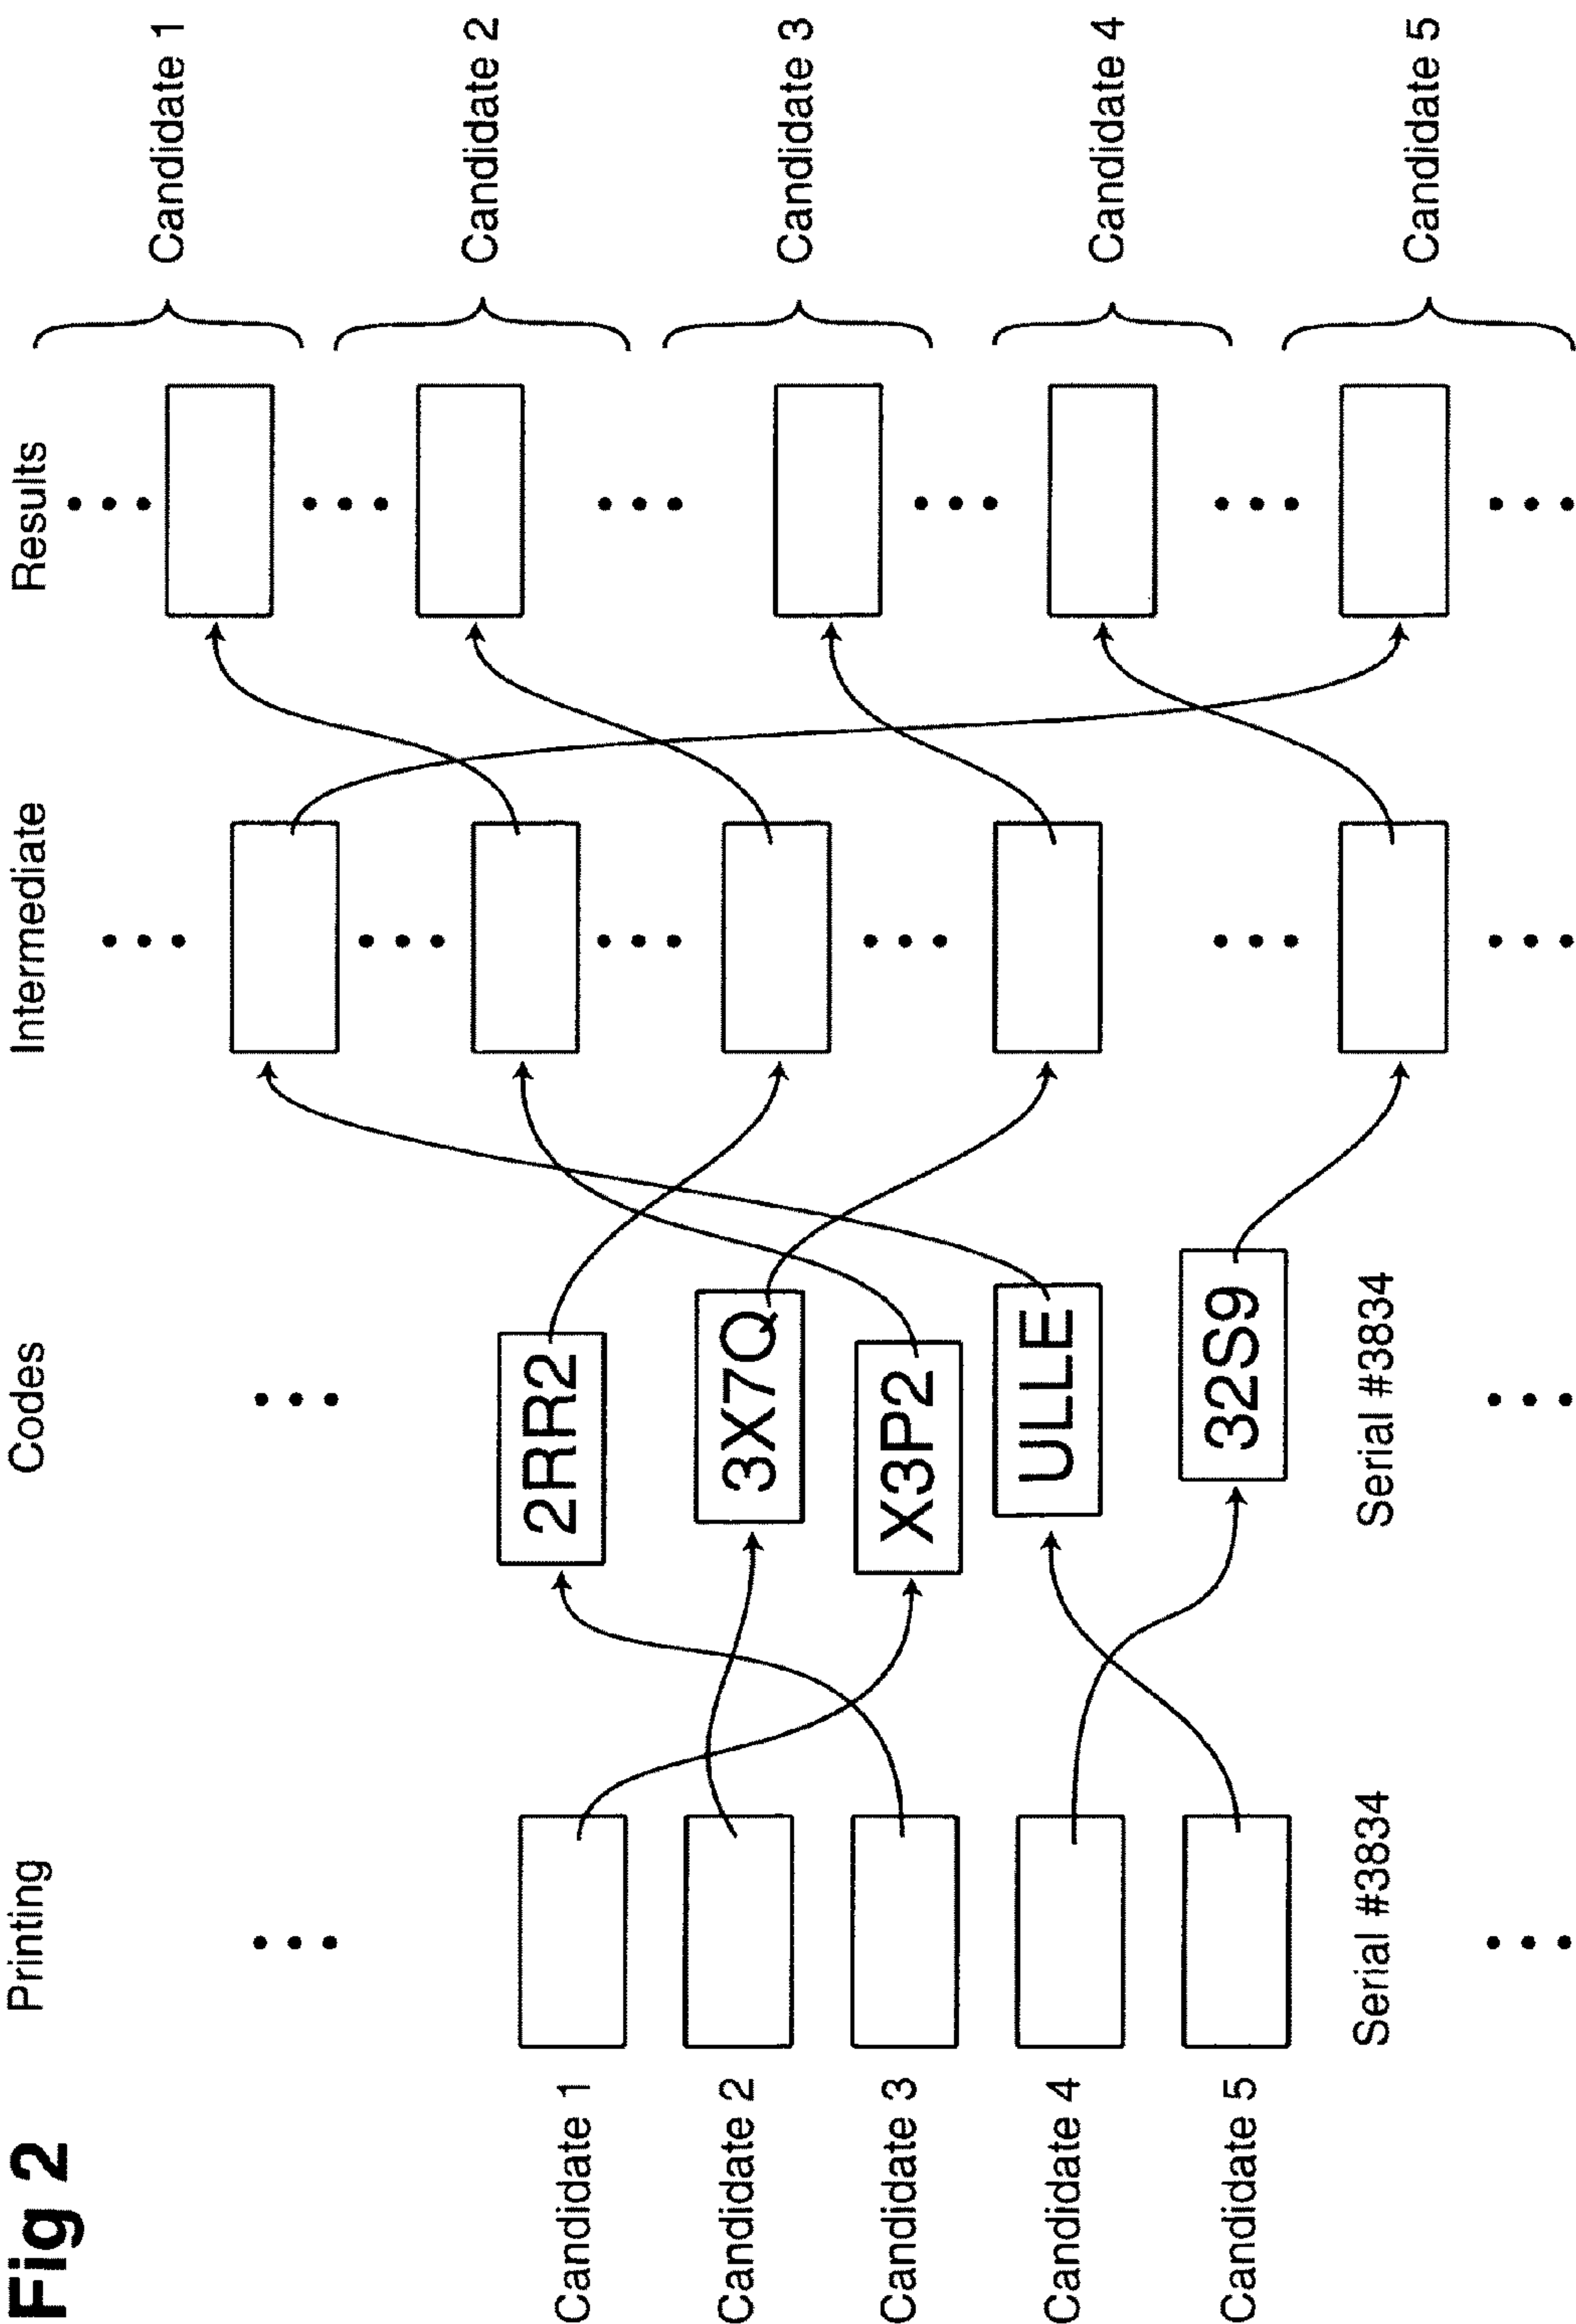 Fig 2
Printing
Codes
Intermediate
Results
Candidate 1
Candidate 2
Candidate 3
Candidate 4
Candidate 5
2RR2
3X7Q
X3P2
ULLE
32S9
Serial #3834
Serial #3834
Candidate 1
Candidate 2
Candidate 3
Candidate 4
Candidate 5